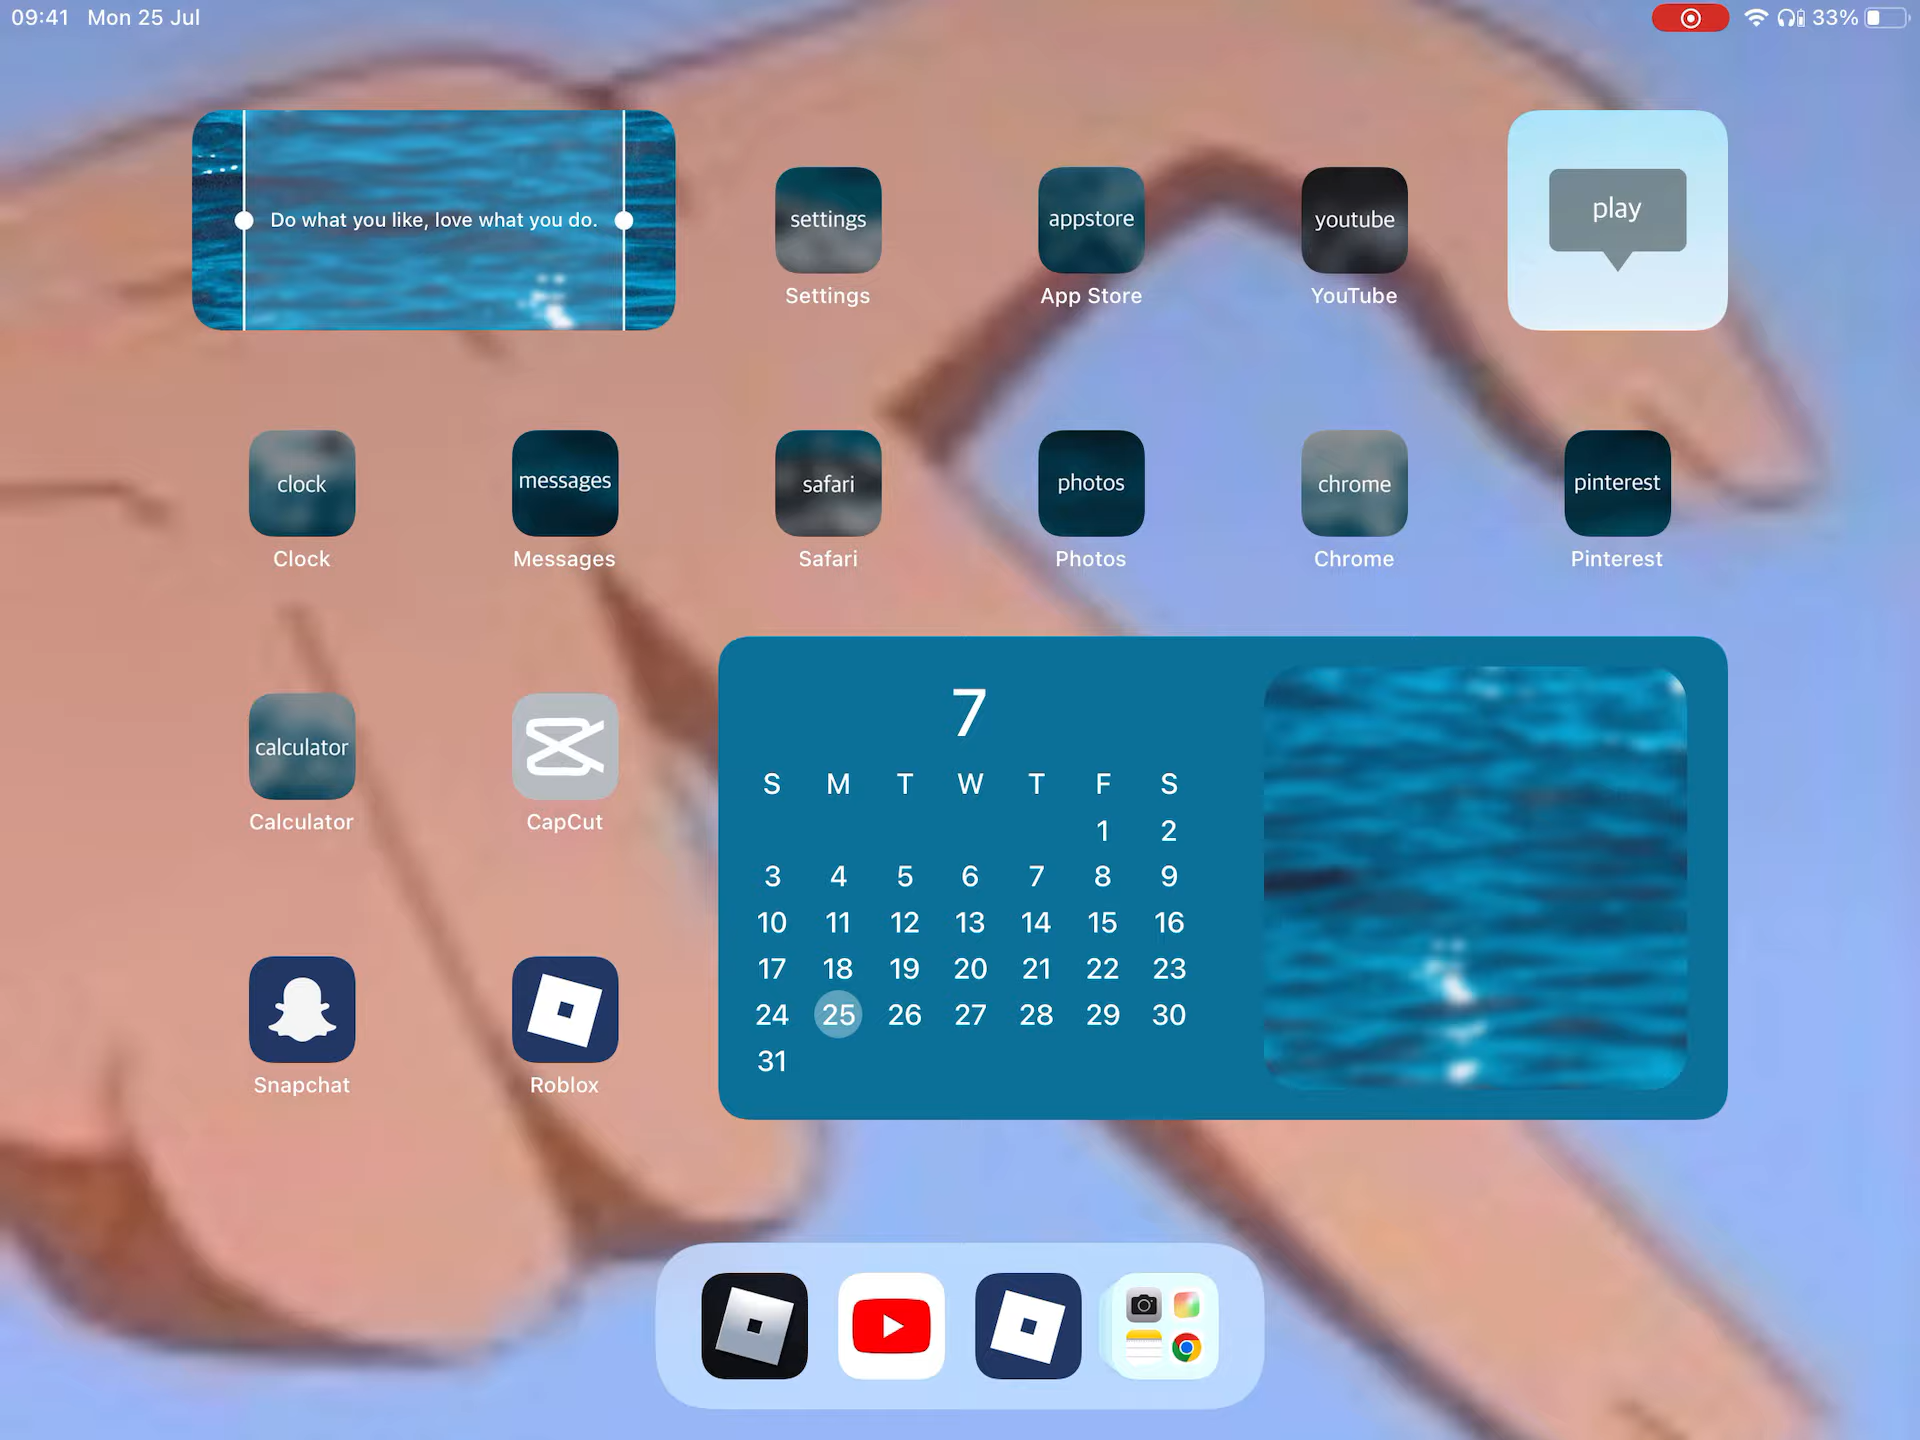 09:41 Mon 25 Jul
33%
Do what you like, love what you do.
settings
Settings
appstore
App Store
youtube
YouTube
play
clock
Clock
messages
Messages
safari
Safari
photos
Photos
chrome
Chrome
pinterest
Pinterest
calculator
Calculator
CapCut
Snapchat
Roblox
7
S M T W T F S
1 2
3 4 5 6 7 8 9
10 11 12 13 14 15 16
17 18 19 20 21 22 23
24 25 26 27 28 29 30
31